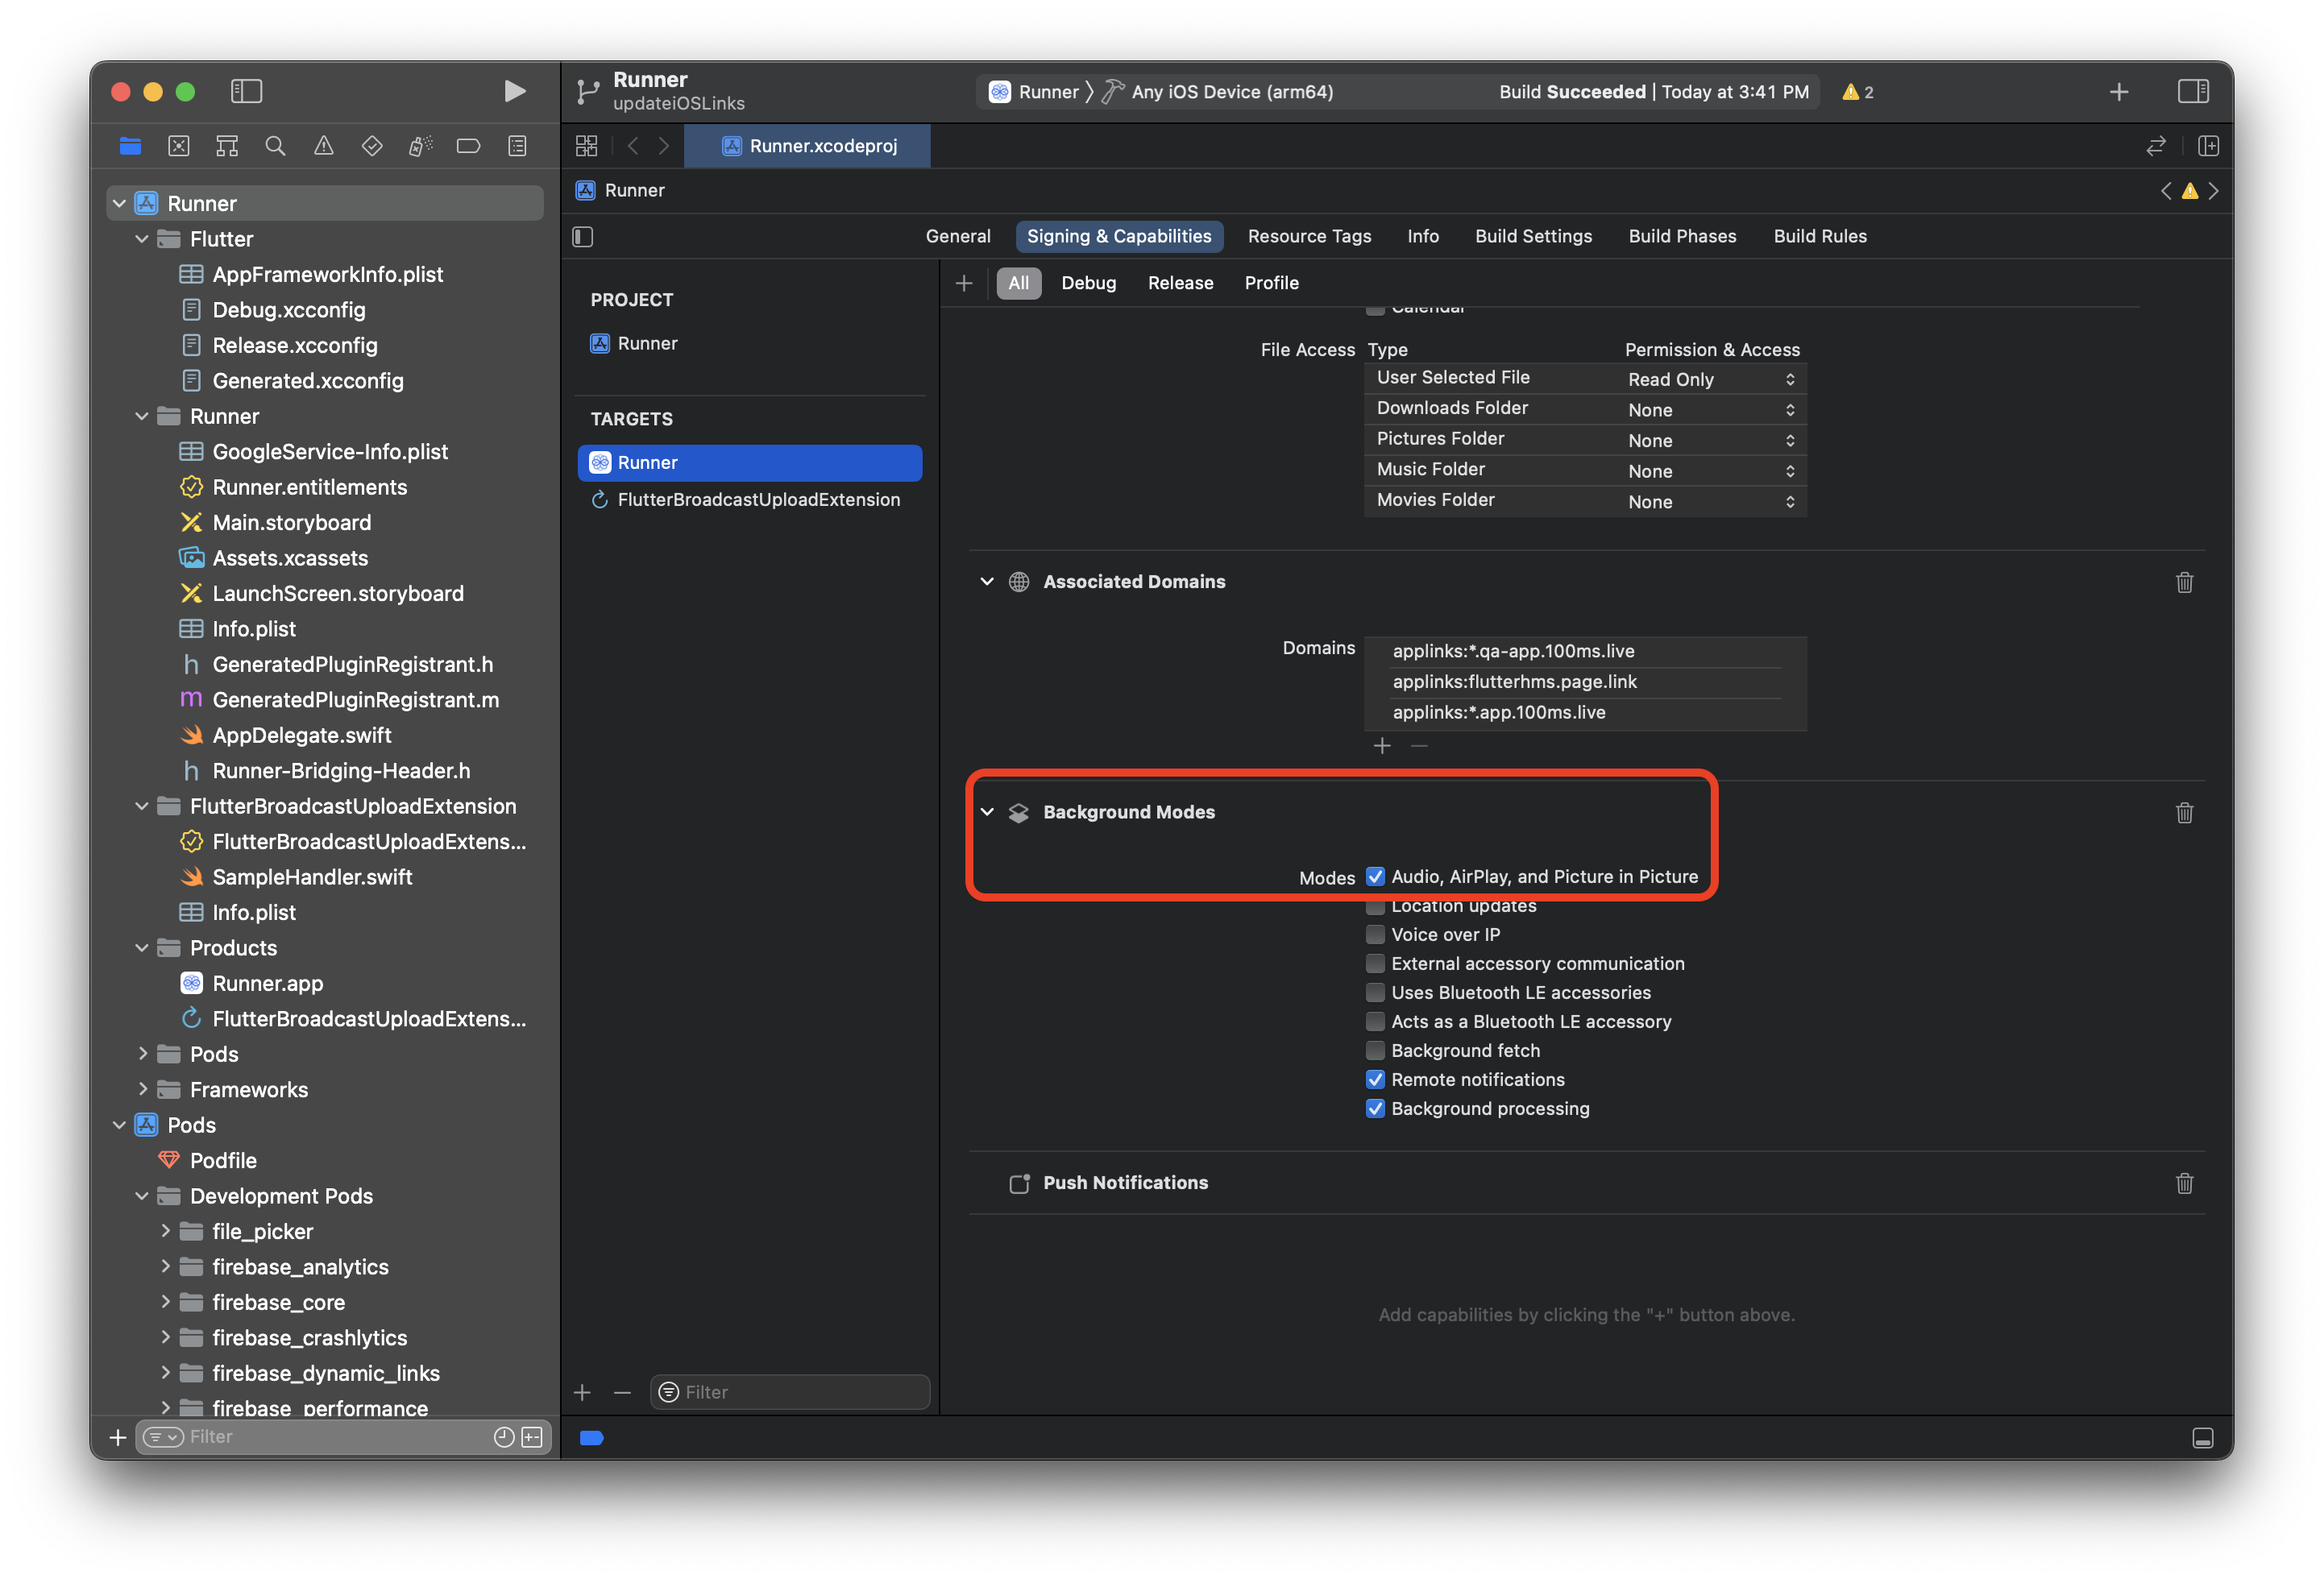 Runner
updateiOSLinks
Runner
Any iOS Device (arm64)
Build Succeeded | Today at 3:41 PM
2
Runner.xcodeproj
Runner
Runner
Flutter
AppFrameworkInfo.plist
Debug.xcconfig
Release.xcconfig
Generated.xcconfig
Runner
GoogleService-Info.plist
Runner.entitlements
Main.storyboard
Assets.xcassets
LaunchScreen.storyboard
Info.plist
h GeneratedPluginRegistrant.h
m GeneratedPluginRegistrant.m
AppDelegate.swift
h Runner-Bridging-Header.h
FlutterBroadcastUploadExtension
FlutterBroadcastUploadExtens...
SampleHandler.swift
Info.plist
Products
Runner.app
FlutterBroadcastUploadExtens...
Pods
Frameworks
Pods
Podfile
Development Pods
file_picker
firebase_analytics
firebase_core
firebase_crashlytics
firebase_dynamic_links
firebase_performance
Filter
General Signing & Capabilities Resource Tags Info Build Settings Build Phases Build Rules
PROJECT
Runner
TARGETS
Runner
FlutterBroadcastUploadExtension
Filter
All Debug Release Profile
Calendar
File Access Type Permission & Access
User Selected File Read Only
Downloads Folder None
Pictures Folder None
Music Folder None
Movies Folder None
Associated Domains
Domains applinks:*.qa-app.100ms.live
applinks:flutterhms.page.link
applinks:*.app.100ms.live
Background Modes
Modes Audio, AirPlay, and Picture in Picture
Location updates
Voice over IP
External accessory communication
Uses Bluetooth LE accessories
Acts as a Bluetooth LE accessory
Background fetch
Remote notifications
Background processing
Push Notifications
Add capabilities by clicking the "+" button above.